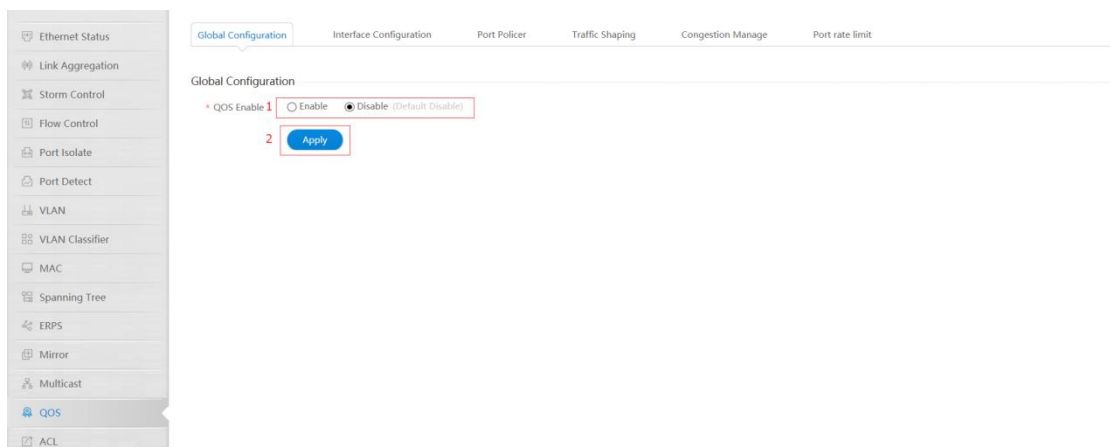 Ethernet Status
Link Aggregation
Storm Control
Flow Control
Port Isolate
Port Detect
VLAN
VLAN Classifier
MAC
Spanning Tree
ERPS
Mirror
Multicast
QOS
ACL
Global Configuration Interface Configuration Port Policer Traffic Shaping Congestion Manage Port rate limit
Global Configuration
* QOS Enable 1 Enable Disable (Default Disable)
2 Apply